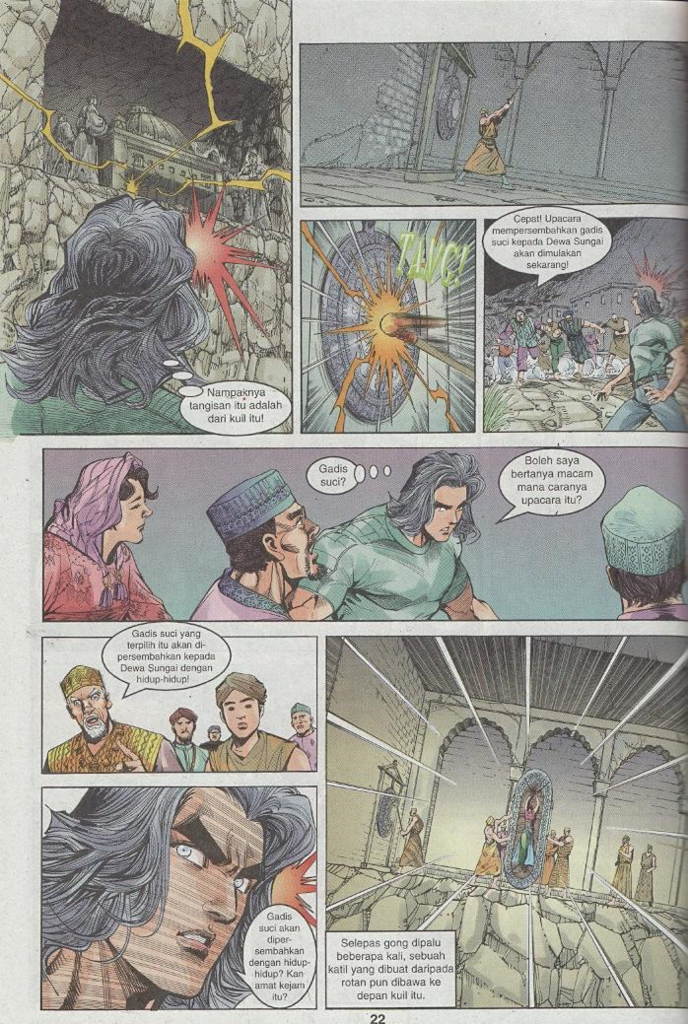 Nampaknya
tangisan itu adalah
dari kuil itu!
TANG!
Cepat! Upacara
mempersembahkan gadis
suci kepada Dewa Sungai
akan dimulakan
sekarang!
Gadis
suci?
Boleh saya
bertanya macam
mana caranya
upacara itu?
Gadis suci yang
terpilih itu akan di-
persembahkan kepada
Dewa Sungai dengan
hidup-hidup!
Gadis
suci akan
diper-
sembahkan
dengan hidup-
hidup? Kan
amat kejam
itu?
Selepas gong dipalu
beberapa kali, sebuah
katil yang dibuat daripada
rotan pun dibawa ke
depan kuil itu.
22